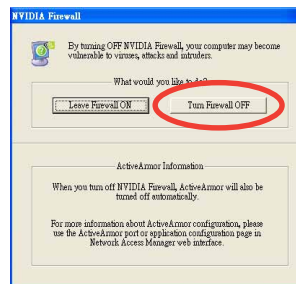 NVIDIA Firewall
By turning OFF NVIDIA Firewall, your computer may become
vulnerable to viruses, attacks and intruders.
What would you like to do?
Leave Firewall ON
Turn Firewall OFF
ActiveArmor Information
When you turn off NVIDIA Firewall, ActiveArmor will also be
turned off automatically.
For more information about ActiveArmor configuration, please
use the ActiveArmor port or application configuration page in
Network Access Manager web interface.